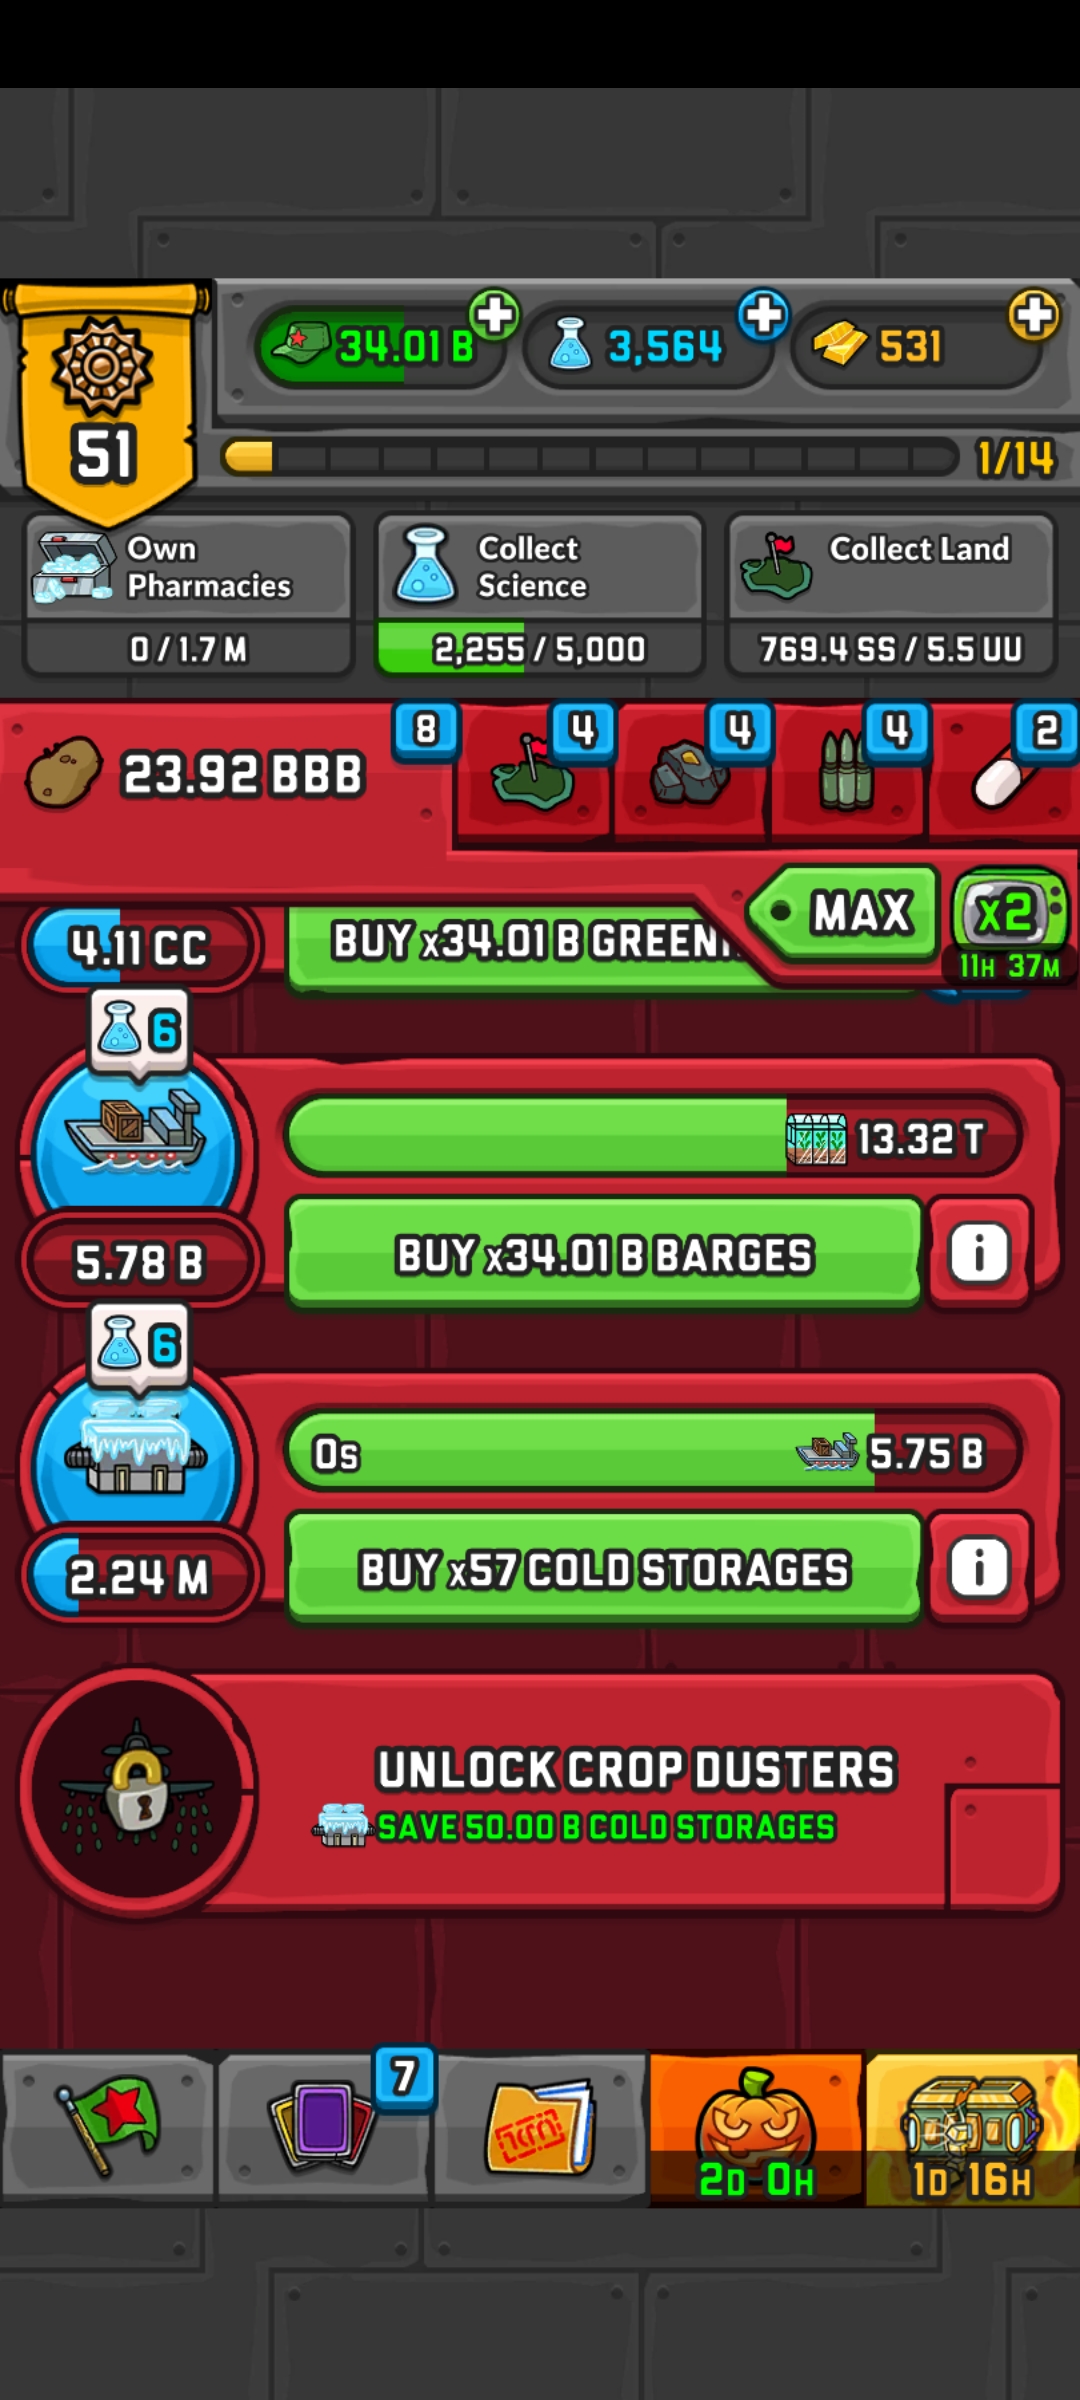 34.01 B
3,564
531
51
1/14
Own
Pharmacies
0 / 1.7 M
Collect
Science
2,255 / 5,000
Collect Land
769.4 SS / 5.5 UU
23.92 BBB
8
4
4
4
2
MAX
x2
11H 37M
4.11 CC
BUY x34.01 B
6
13.32 T
5.78 B
BUY x34.01 B BARGES
i
6
0s
5.75 B
2.24 M
BUY x57 COLD STORAGES
i
UNLOCK CROP DUSTERS
SAVE 50.00 B COLD STORAGES
7
2D 0H
1D 16H